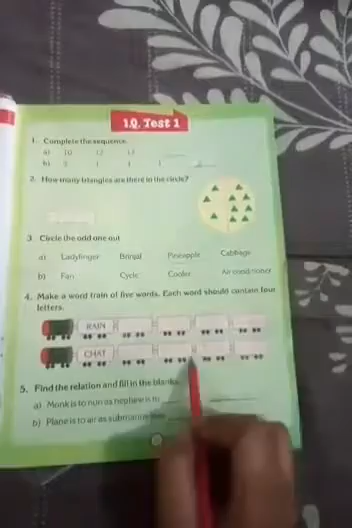 I.Q. Test 1
1. Complete the sequence.
a) 10 12 13
b) 3 1
2. How many triangles are there in the circle?
3. Circle the odd one out
a) Ladyfinger Brinjal Pineapple Cabbage
b) Fan Cycle Cooler Air conditioner
4. Make a word train of five words. Each word should contain four
letters.
RAIN
CHAT
5. Find the relation and fill in the blanks.
a) Monk is to nun as nephew is to
b) Plane is to air as submarine